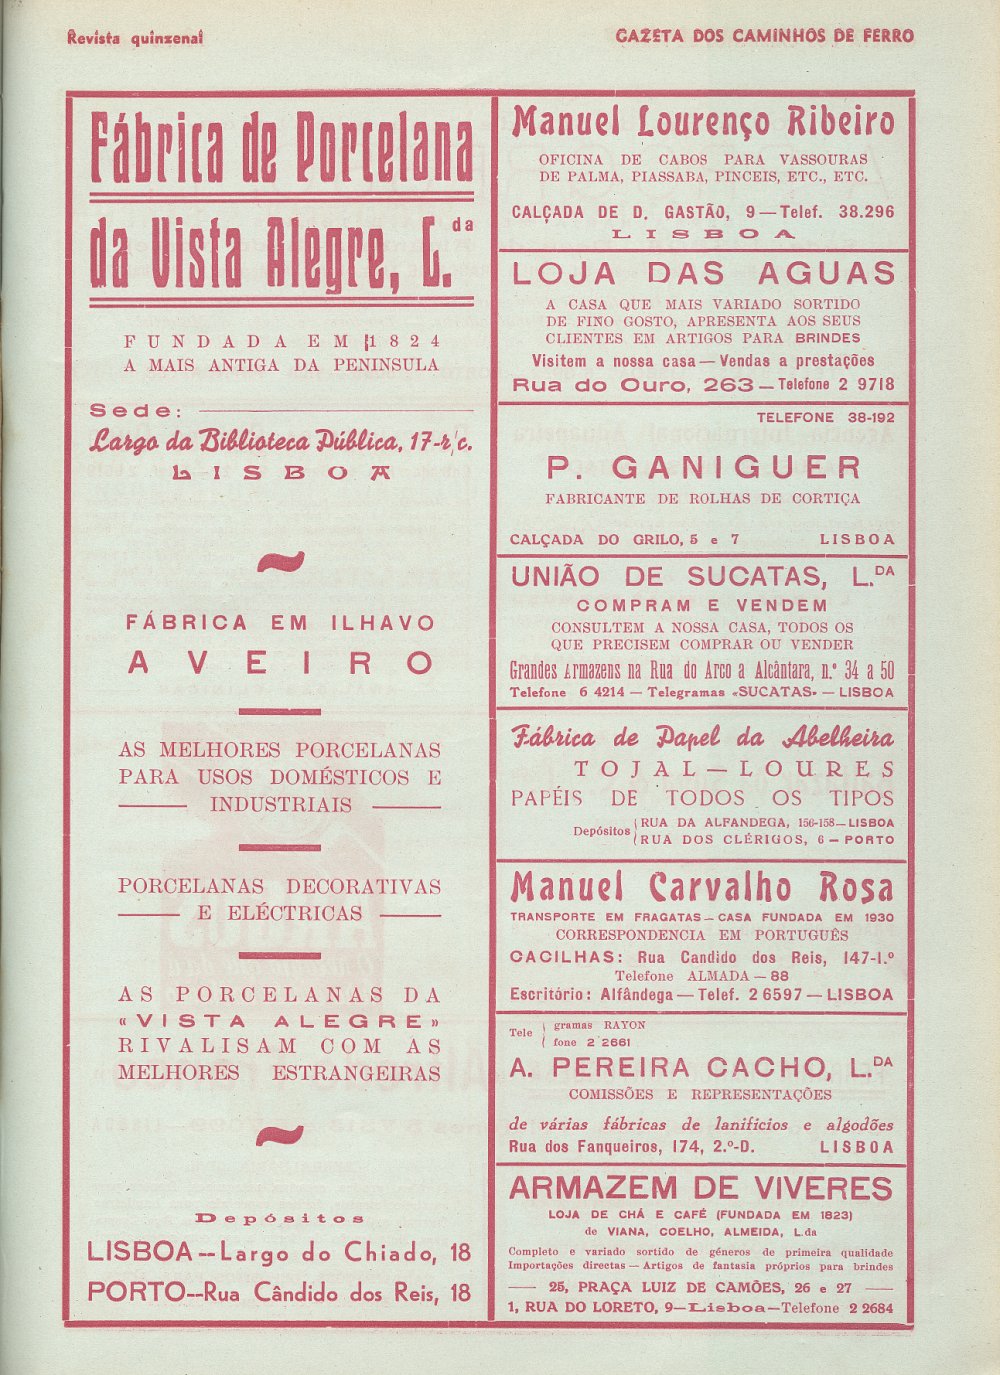 Revista quinzenal
GAZETA DOS CAMINHOS DE FERRO
Fábrica de Porcelana
da Vista Alegre, L.da
FUNDADA EM 1824
A MAIS ANTIGA DA PENINSULA
Sede:
Largo da Biblioteca Pública, 17-r/c.
LISBOA
FÁBRICA EM ILHAVO
AVEIRO
AS MELHORES PORCELANAS
PARA USOS DOMÉSTICOS E
INDUSTRIAIS
PORCELANAS DECORATIVAS
E ELÉCTRICAS
AS PORCELANAS DA
«VISTA ALEGRE»
RIVALISAM COM AS
MELHORES ESTRANGEIRAS
Depósitos
LISBOA--Largo do Chiado, 18
PORTO--Rua Cândido dos Reis, 18
Manuel Lourenço Ribeiro
OFICINA DE CABOS PARA VASSOURAS
DE PALMA, PIASSABA, PINCEIS, ETC., ETC.
CALÇADA DE D. GASTÃO, 9—Telef. 38.296
LISBOA
LOJA DAS AGUAS
A CASA QUE MAIS VARIADO SORTIDO
DE FINO GOSTO, APRESENTA AOS SEUS
CLIENTES EM ARTIGOS PARA BRINDES
Visitem a nossa casa—Vendas a prestações
Rua do Ouro, 263—Telefone 2 9718
TELEFONE 38-192
P. GANIGUER
FABRICANTE DE ROLHAS DE CORTIÇA
CALÇADA DO GRILO, 5 e 7 LISBOA
UNIÃO DE SUCATAS, L.DA
COMPRAM E VENDEM
CONSULTEM A NOSSA CASA, TODOS OS
QUE PRECISEM COMPRAR OU VENDER
Grandes Armazens na Rua do Arco a Alcântara, n.º 34 a 50
Telefone 6 4214 — Telegramas «SUCATAS» — LISBOA
Fábrica de Papel da Abelheira
TOJAL—LOURES
PAPÉIS DE TODOS OS TIPOS
Depósitos { RUA DA ALFANDEGA, 156-158—LISBOA
RUA DOS CLÉRIGOS, 6 — PORTO
Manuel Carvalho Rosa
TRANSPORTE EM FRAGATAS—CASA FUNDADA EM 1930
CORRESPONDENCIA EM PORTUGUÊS
CACILHAS: Rua Candido dos Reis, 147-1.º
Telefone ALMADA — 88
Escritório: Alfândega — Telef. 2 6597 — LISBOA
Tele { gramas RAYON
fone 2 2661
A. PEREIRA CACHO, L.DA
COMISSÕES E REPRESENTAÇÕES
de várias fábricas de lanifícios e algodões
Rua dos Fanqueiros, 174, 2.º-D. LISBOA
ARMAZEM DE VIVERES
LOJA DE CHÁ E CAFÉ (FUNDADA EM 1823)
de VIANA, COELHO, ALMEIDA, L.da
Completo e variado sortido de géneros de primeira qualidade
Importações directas — Artigos de fantasia próprios para brindes
25, PRAÇA LUIZ DE CAMÕES, 26 e 27
1, RUA DO LORETO, 9—Lisboa—Telefone 2 2684